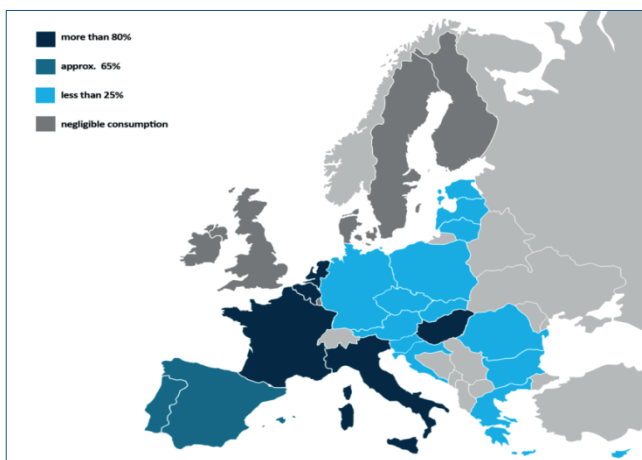 more than 80%
approx. 65%
less than 25%
negligible consumption